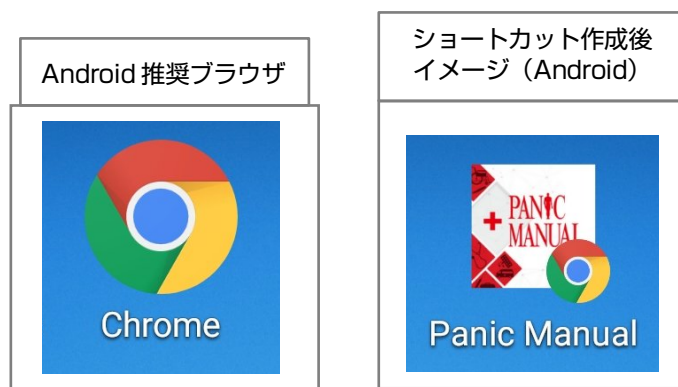 Android 推奨ブラウザ
Chrome
ショートカット作成後
イメージ（Android）
PANIC
MANUAL
Panic Manual